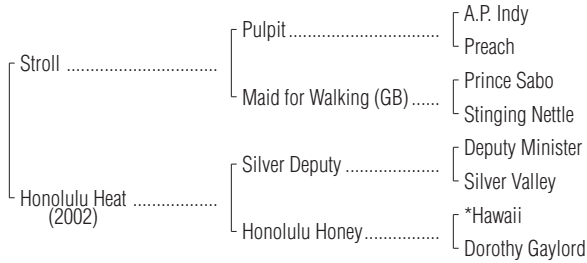 A.P. Indy
Pulpit
Preach
Stroll
Prince Sabo
Maid for Walking (GB)
Stinging Nettle
Deputy Minister
Silver Deputy
Silver Valley
Honolulu Heat
(2002)
*Hawaii
Honolulu Honey
Dorothy Gaylord